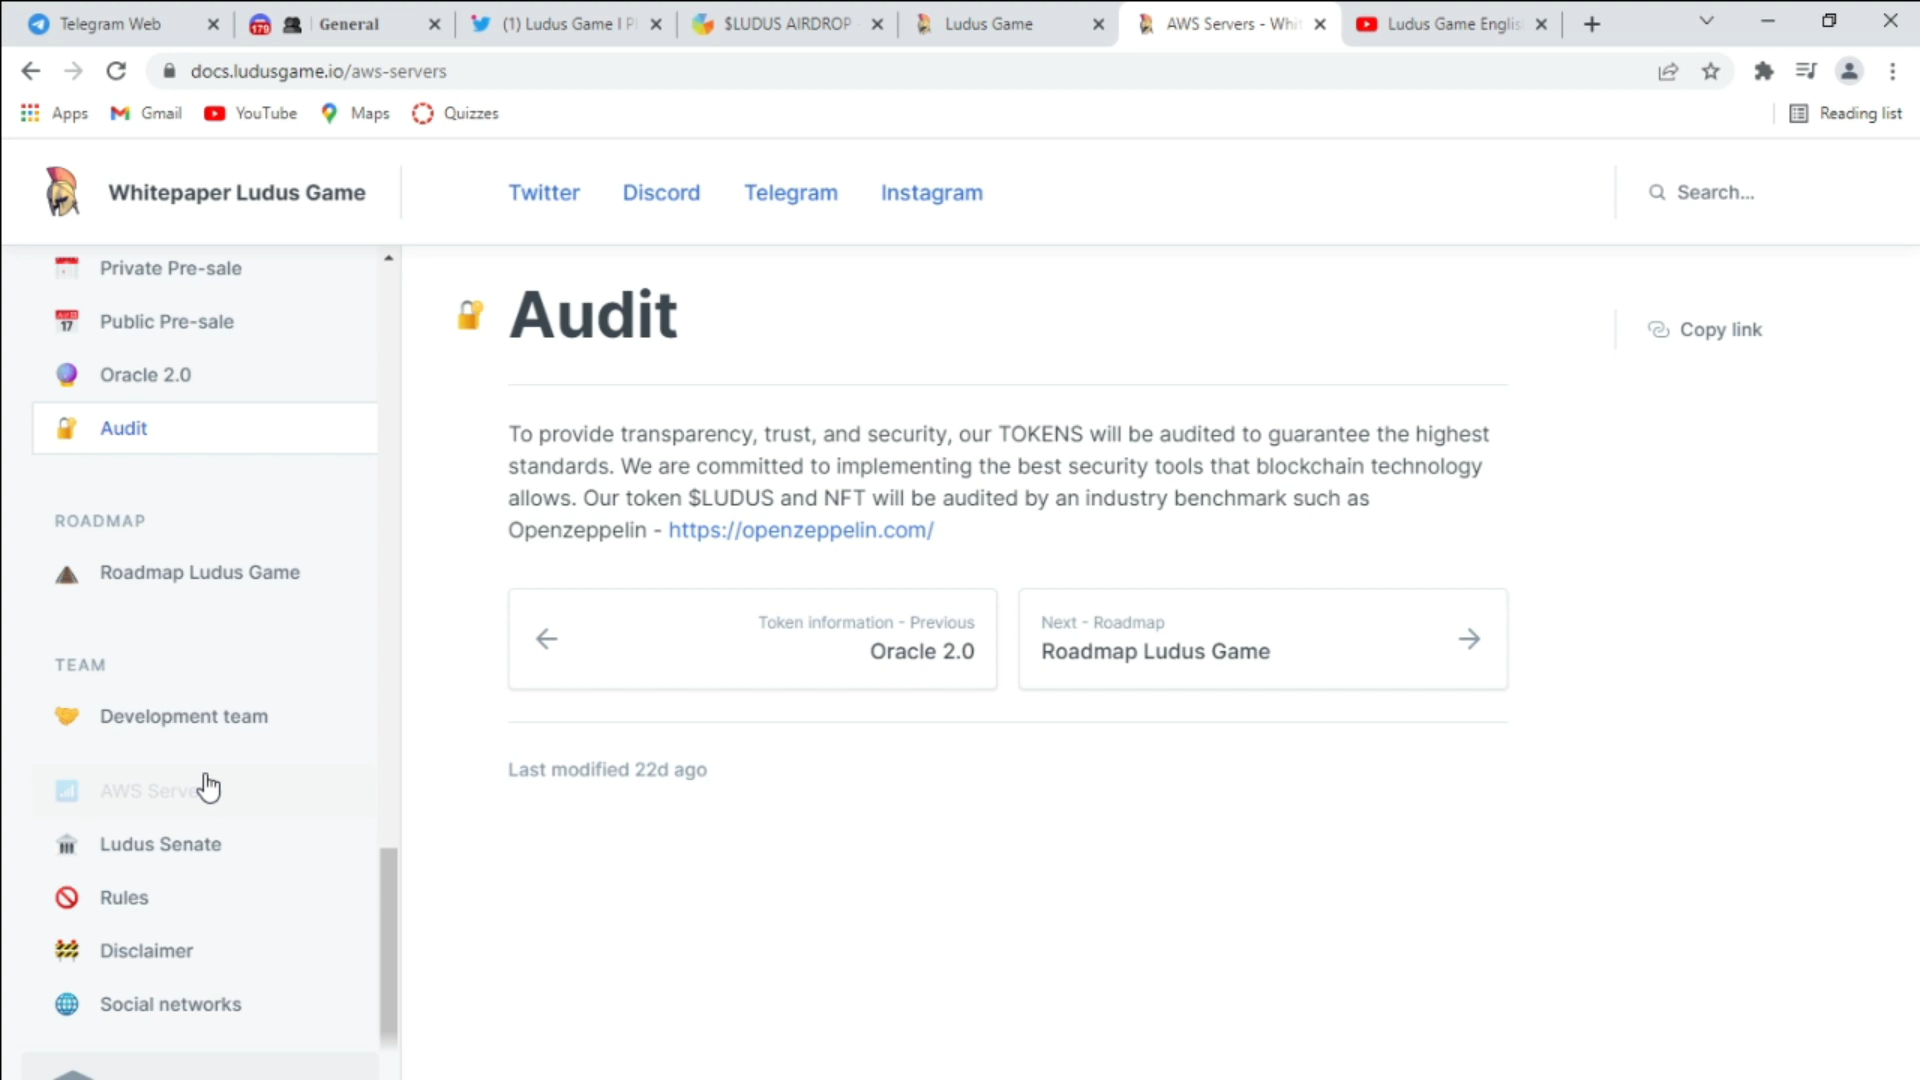 Telegram Web
179
General
(1) Ludus Game I Pl
$LUDUS AIRDROP -
Ludus Game
AWS Servers - Whit
Ludus Game Englis
docs.ludusgame.io/aws-servers
Apps
Gmail
YouTube
Maps
Quizzes
Reading list
Whitepaper Ludus Game
Twitter
Discord
Telegram
Instagram
Search...
Private Pre-sale
17
Public Pre-sale
Oracle 2.0
Audit
ROADMAP
Roadmap Ludus Game
TEAM
Development team
AWS Serve
Ludus Senate
Rules
Disclaimer
Social networks
Audit
Copy link
To provide transparency, trust, and security, our TOKENS will be audited to guarantee the highest
standards. We are committed to implementing the best security tools that blockchain technology
allows. Our token $LUDUS and NFT will be audited by an industry benchmark such as
Openzeppelin - https://openzeppelin.com/
Token information - Previous
Oracle 2.0
Next - Roadmap
Roadmap Ludus Game
Last modified 22d ago